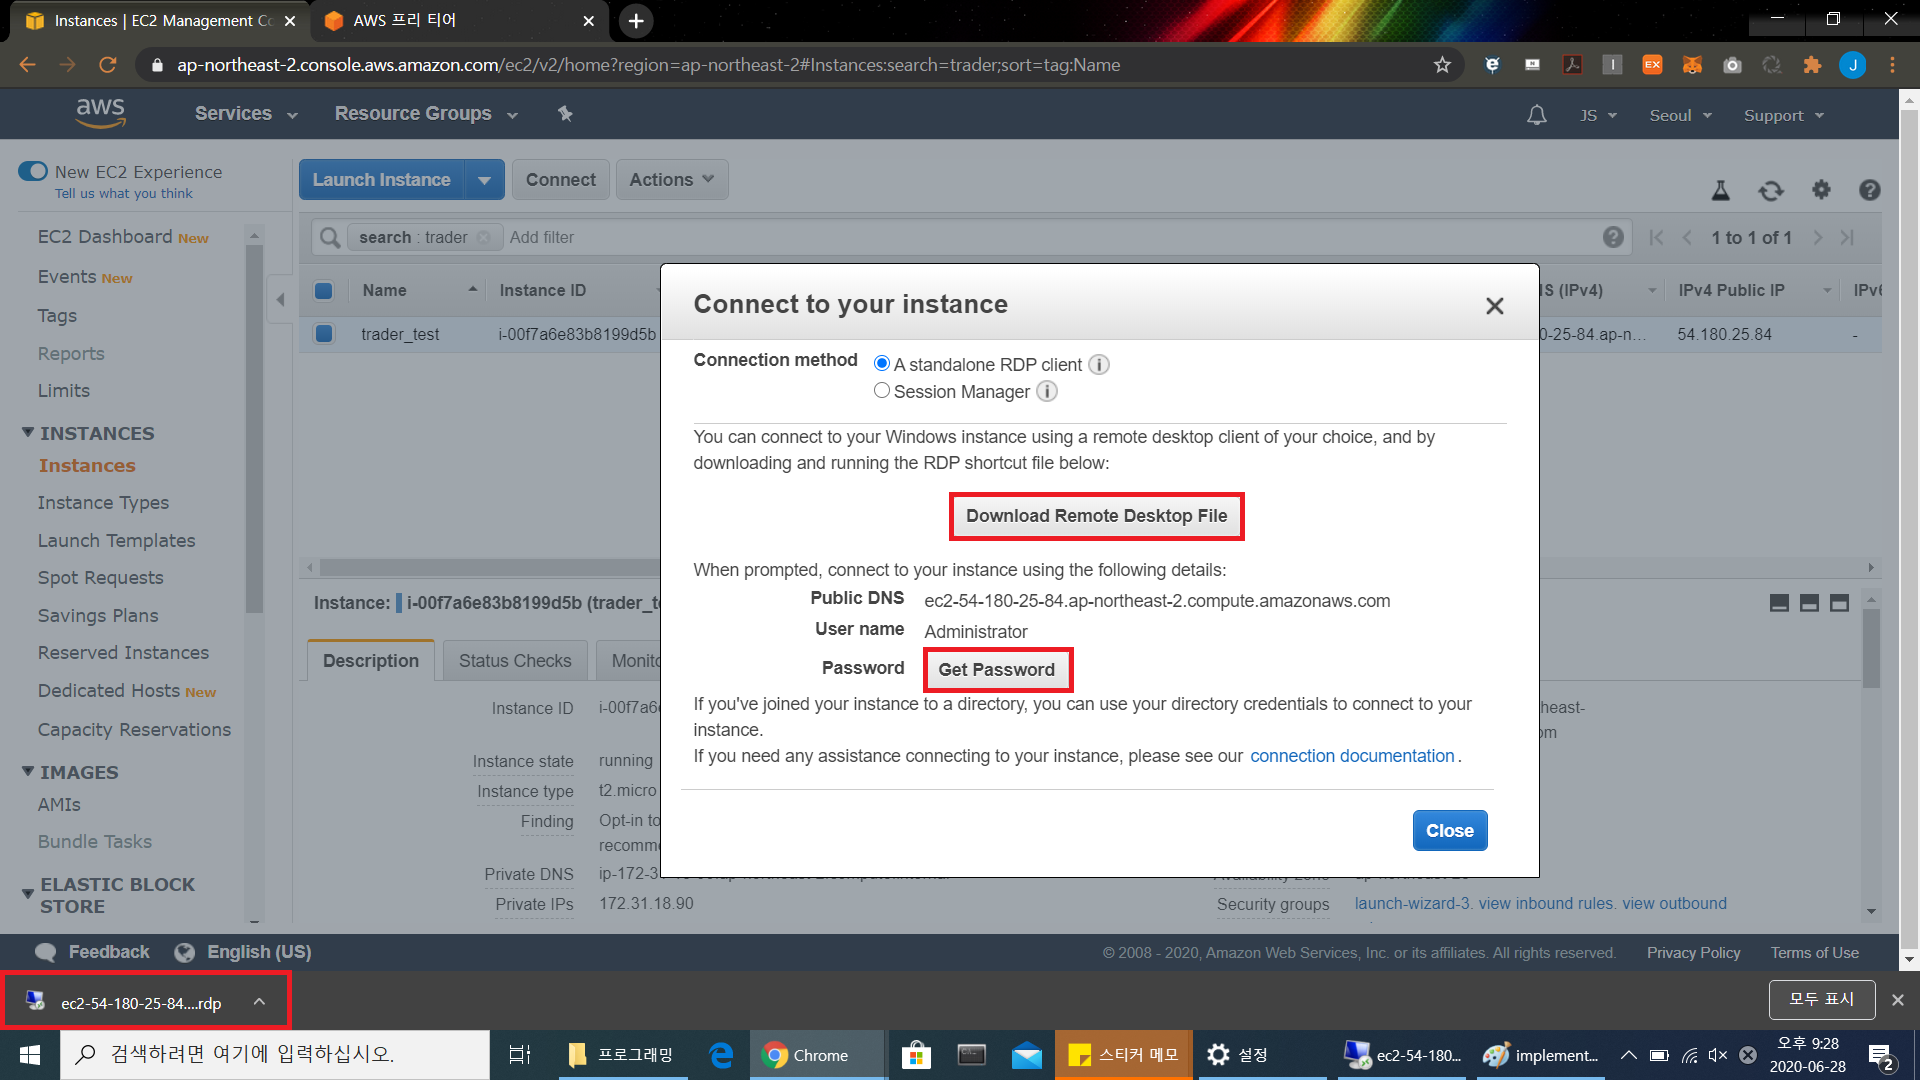 Instances | EC2 Management Co
AWS 프리 티어
ap-northeast-2.console.aws.amazon.com/ec2/v2/home?region=ap-northeast-2#Instances:search=trader;sort=tag:Name
EX
J
aws
Services
Resource Groups
JS
Seoul
Support
New EC2 Experience
Tell us what you think
Launch Instance
Connect
Actions
EC2 Dashboard New
search : trader
Add filter
1 to 1 of 1
Events New
Name
Instance ID
IS (IPv4)
IPv4 Public IP
IPv6
Tags
trader_test
i-00f7a6e83b8199d5b
0-25-84.ap-n...
54.180.25.84
-
Reports
Limits
INSTANCES
Instances
Instance Types
Launch Templates
Spot Requests
Savings Plans
Reserved Instances
Dedicated Hosts New
Capacity Reservations
IMAGES
AMIs
Bundle Tasks
ELASTIC BLOCK
STORE
Connect to your instance
Connection method
A standalone RDP client
Session Manager
You can connect to your Windows instance using a remote desktop client of your choice, and by
downloading and running the RDP shortcut file below:
Download Remote Desktop File
When prompted, connect to your instance using the following details:
Public DNS
ec2-54-180-25-84.ap-northeast-2.compute.amazonaws.com
User name
Administrator
Password
Get Password
If you've joined your instance to a directory, you can use your directory credentials to connect to your
instance.
If you need any assistance connecting to your instance, please see our connection documentation.
Close
Instance: i-00f7a6e83b8199d5b (trader_te
Description
Status Checks
Monito
Instance ID
i-00f7a6e
heast-
om
Instance state
running
Instance type
t2.micro
Finding
Opt-in to
recomme
Private DNS
Private IPs
172.31.18.90
Security groups
launch-wizard-3. view inbound rules. view outbound
Feedback
English (US)
© 2008 - 2020, Amazon Web Services, Inc. or its affiliates. All rights reserved.
Privacy Policy
Terms of Use
ec2-54-180-25-84....rdp
모두 표시
검색하려면 여기에 입력하십시오.
프로그래밍
Chrome
스티커 메모
설정
ec2-54-180...
implement...
오후 9:28
2020-06-28
2